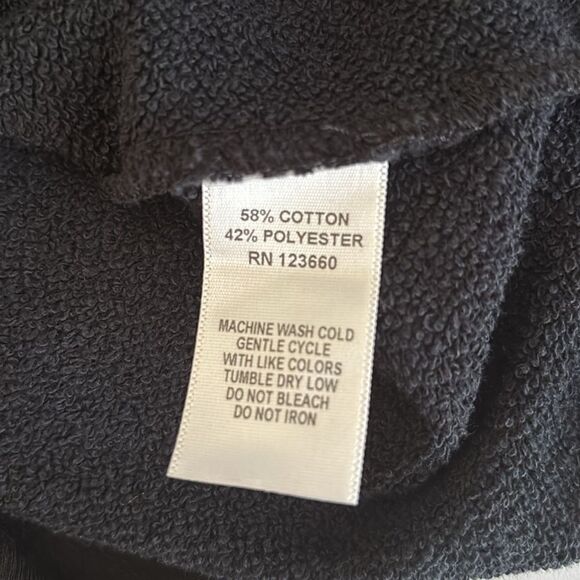 58% COTTON
42% POLYESTER
RN 123660
MACHINE WASH COLD
GENTLE CYCLE
WITH LIKE COLORS
TUMBLE DRY LOW
DO NOT BLEACH
DO NOT IRON